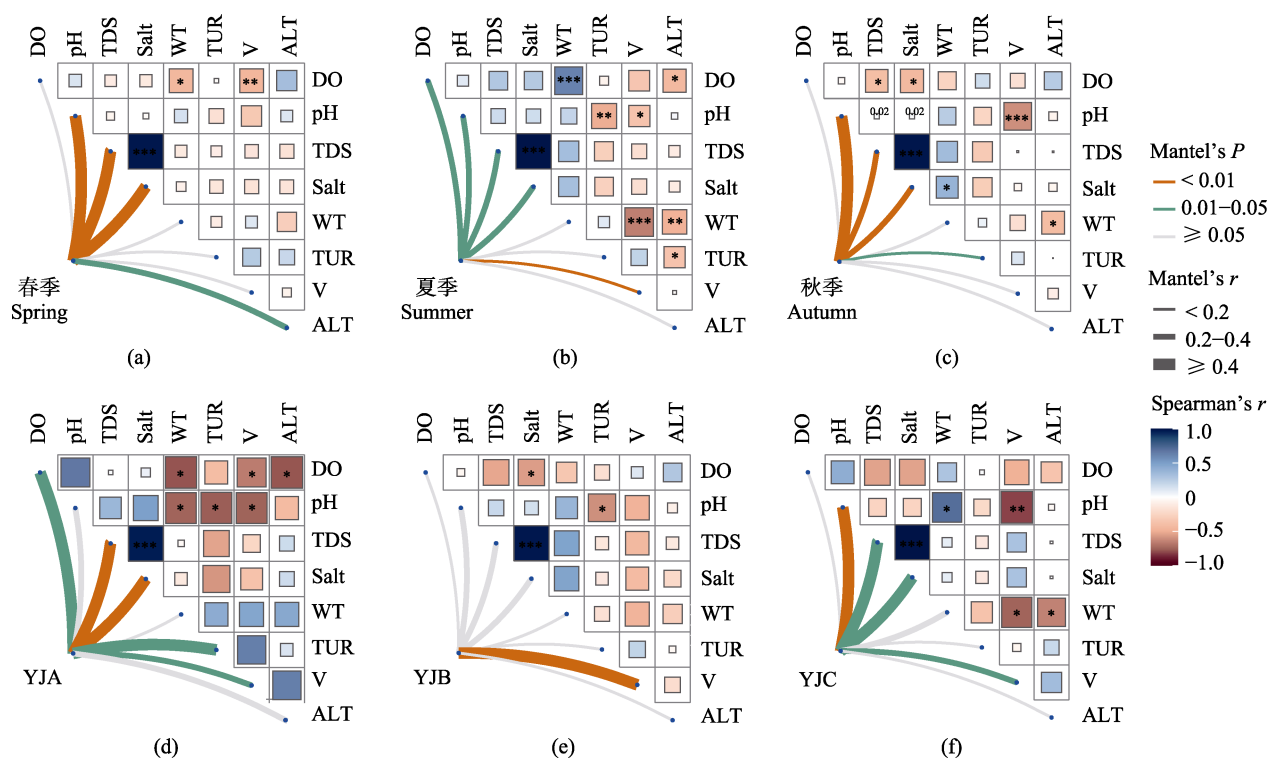 DO pH TDS Salt WT TUR V ALT
* ** DO
pH
*** TDS
Salt
WT
TUR
V
ALT
春季
Spring
(a)
DO pH TDS Salt WT TUR V ALT
*** * DO
** * pH
*** TDS
Salt
*** ** WT
* TUR
V
ALT
夏季
Summer
(b)
DO pH TDS Salt WT TUR V ALT
* * DO
*** pH
*** TDS
* Salt
* WT
TUR
V
ALT
秋季
Autumn
(c)
Mantel's P
< 0.01
0.01−0.05
⩾ 0.05
Mantel's r
< 0.2
0.2−0.4
⩾ 0.4
Spearman's r
1.0
0.5
0
−0.5
−1.0
DO pH TDS Salt WT TUR V ALT
* * * DO
* * * pH
*** TDS
Salt
WT
TUR
V
ALT
YJA
(d)
DO pH TDS Salt WT TUR V ALT
* DO
* pH
*** TDS
Salt
WT
TUR
V
ALT
YJB
(e)
DO pH TDS Salt WT TUR V ALT
DO
* ** pH
*** TDS
Salt
* * WT
TUR
V
ALT
YJC
(f)